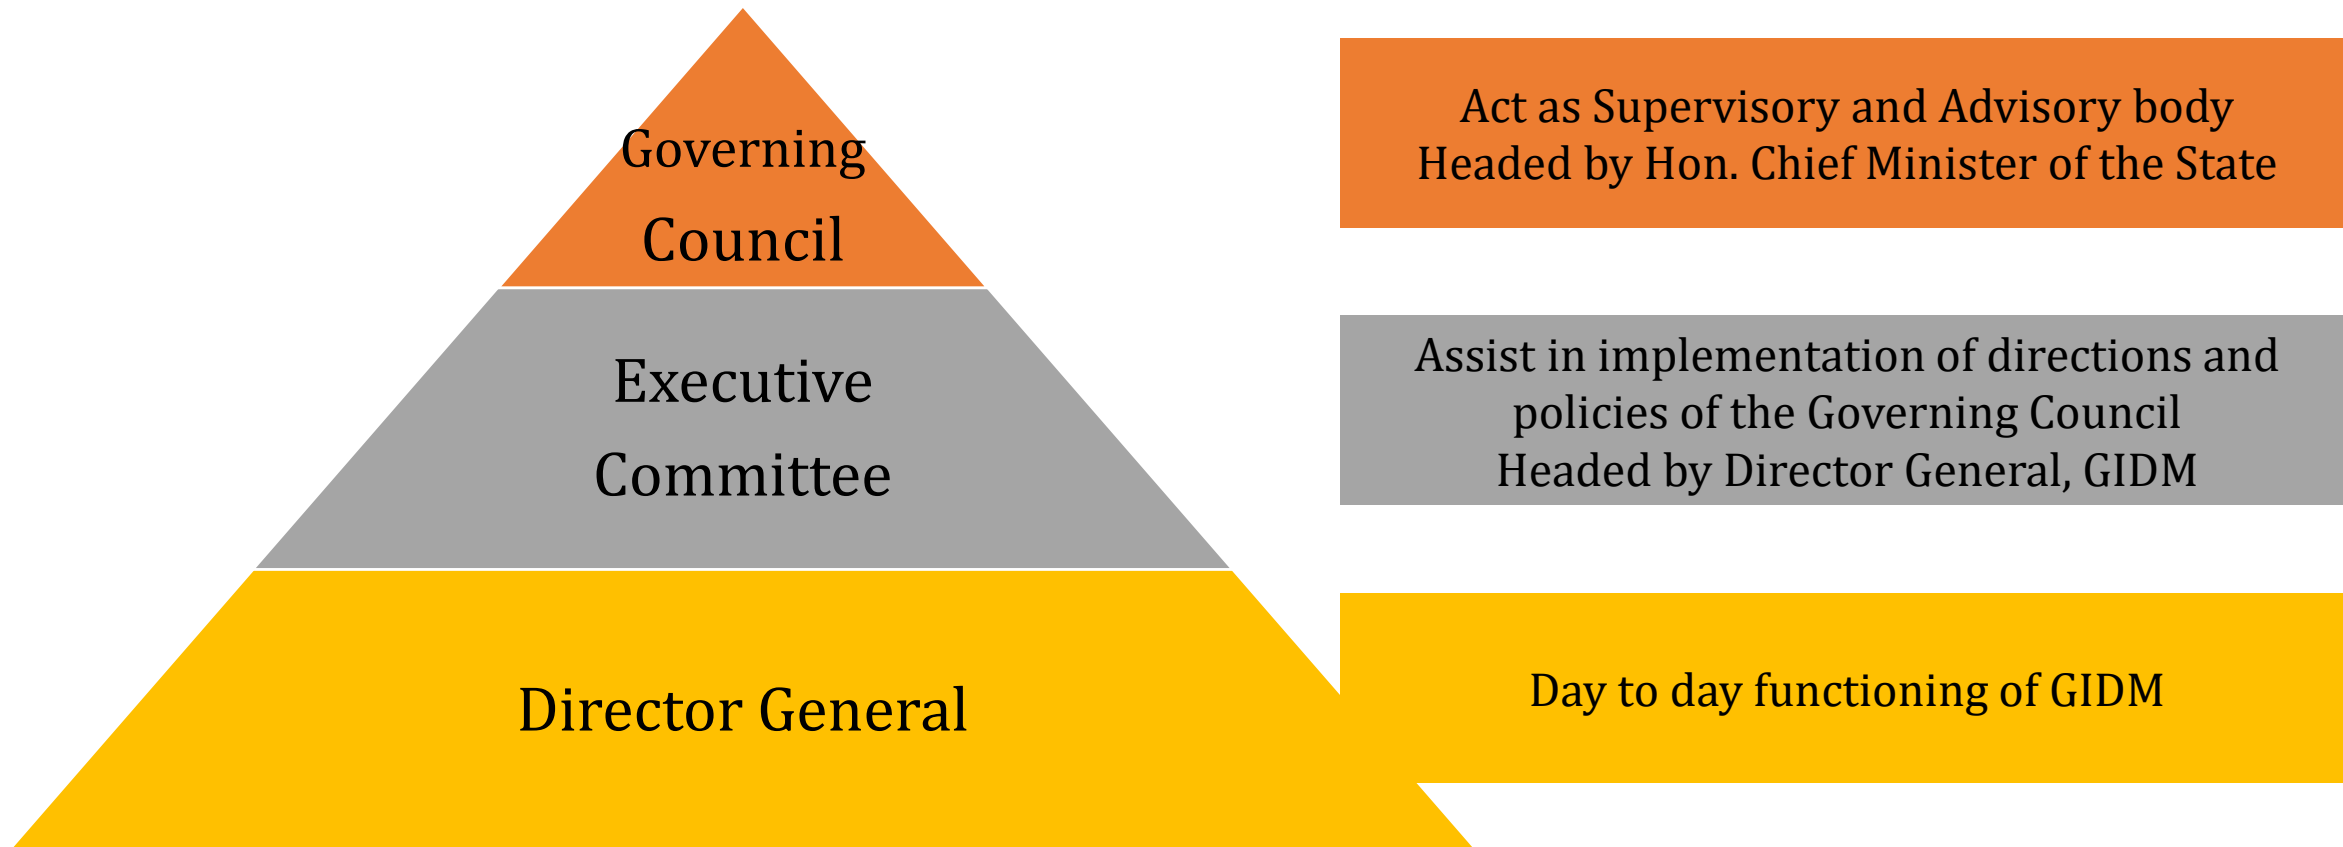 Governing
Council
Act as Supervisory and Advisory body
Headed by Hon. Chief Minister of the State
Executive
Committee
Assist in implementation of directions and
policies of the Governing Council
Headed by Director General, GIDM
Director General
Day to day functioning of GIDM